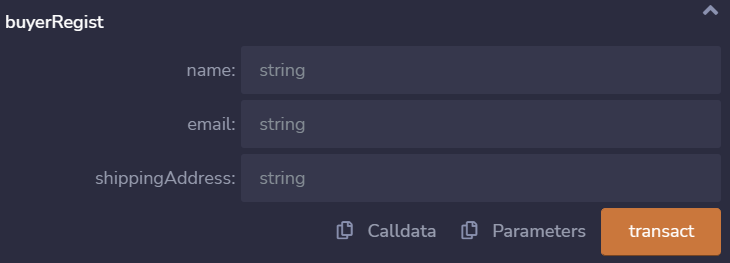 buyerRegist
name: string
email: string
shippingAddress: string
Calldata Parameters transact